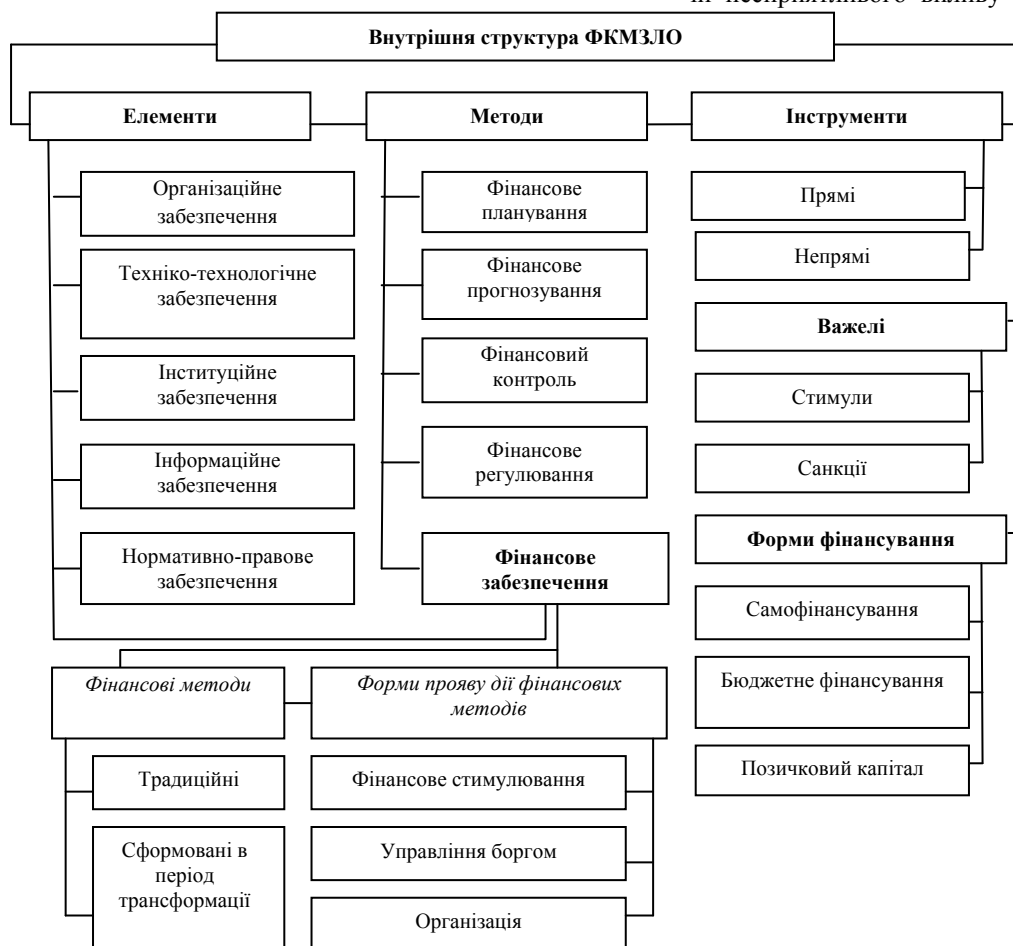 впливу
Внутрішня структура ФКМЗЛО
Елементи
Методи
Інструменти
Організаційне
забезпечення
Техніко-технологічне
забезпечення
Інституційне
забезпечення
Інформаційне
забезпечення
Нормативно-правове
забезпечення
Фінансове
планування
Фінансове
прогнозування
Фінансовий
контроль
Фінансове
регулювання
Фінансове
забезпечення
Прямі
Непрямі
Важелі
Стимули
Санкції
Форми фінансування
Самофінансування
Бюджетне фінансування
Позичковий капітал
Фінансові методи
Форми прояву дії фінансових
методів
Традиційні
Сформовані в
період
трансформації
Фінансове стимулювання
Управління боргом
Організація